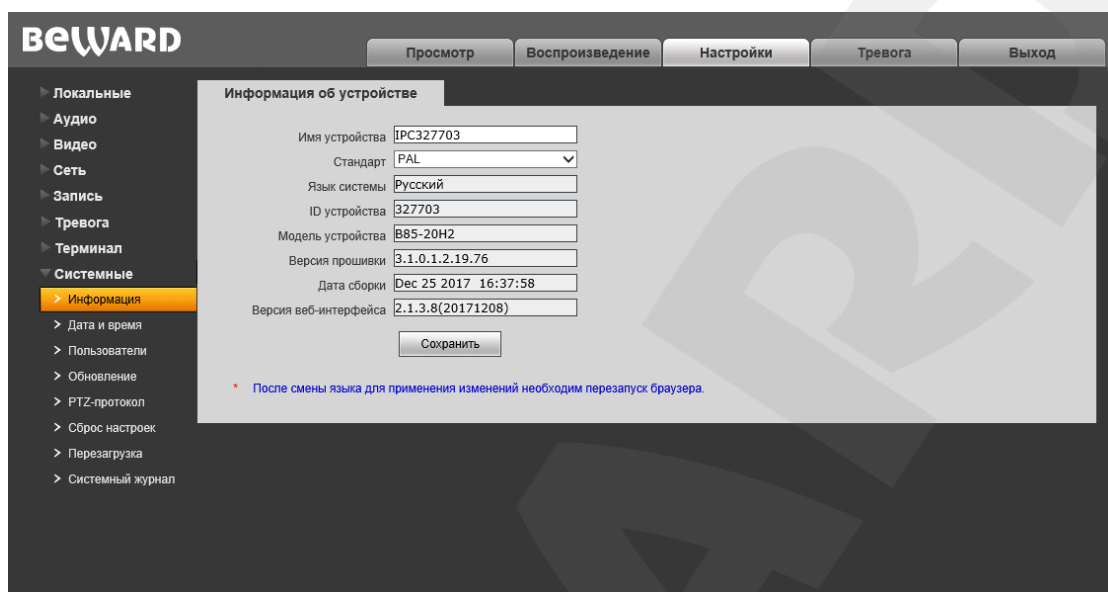 BEWARD
Просмотр Воспроизведение Настройки Тревога Выход
Локальные
Аудио
Видео
Сеть
Запись
Тревога
Терминал
Системные
> Информация
> Дата и время
> Пользователи
> Обновление
> PTZ-протокол
> Сброс настроек
> Перезагрузка
> Системный журнал
Информация об устройстве
Имя устройства IPC327703
Стандарт PAL
Язык системы Русский
ID устройства 327703
Модель устройства B85-20H2
Версия прошивки 3.1.0.1.2.19.76
Дата сборки Dec 25 2017 16:37:58
Версия веб-интерфейса 2.1.3.8(20171208)
Сохранить
* После смены языка для применения изменений необходим перезапуск браузера.